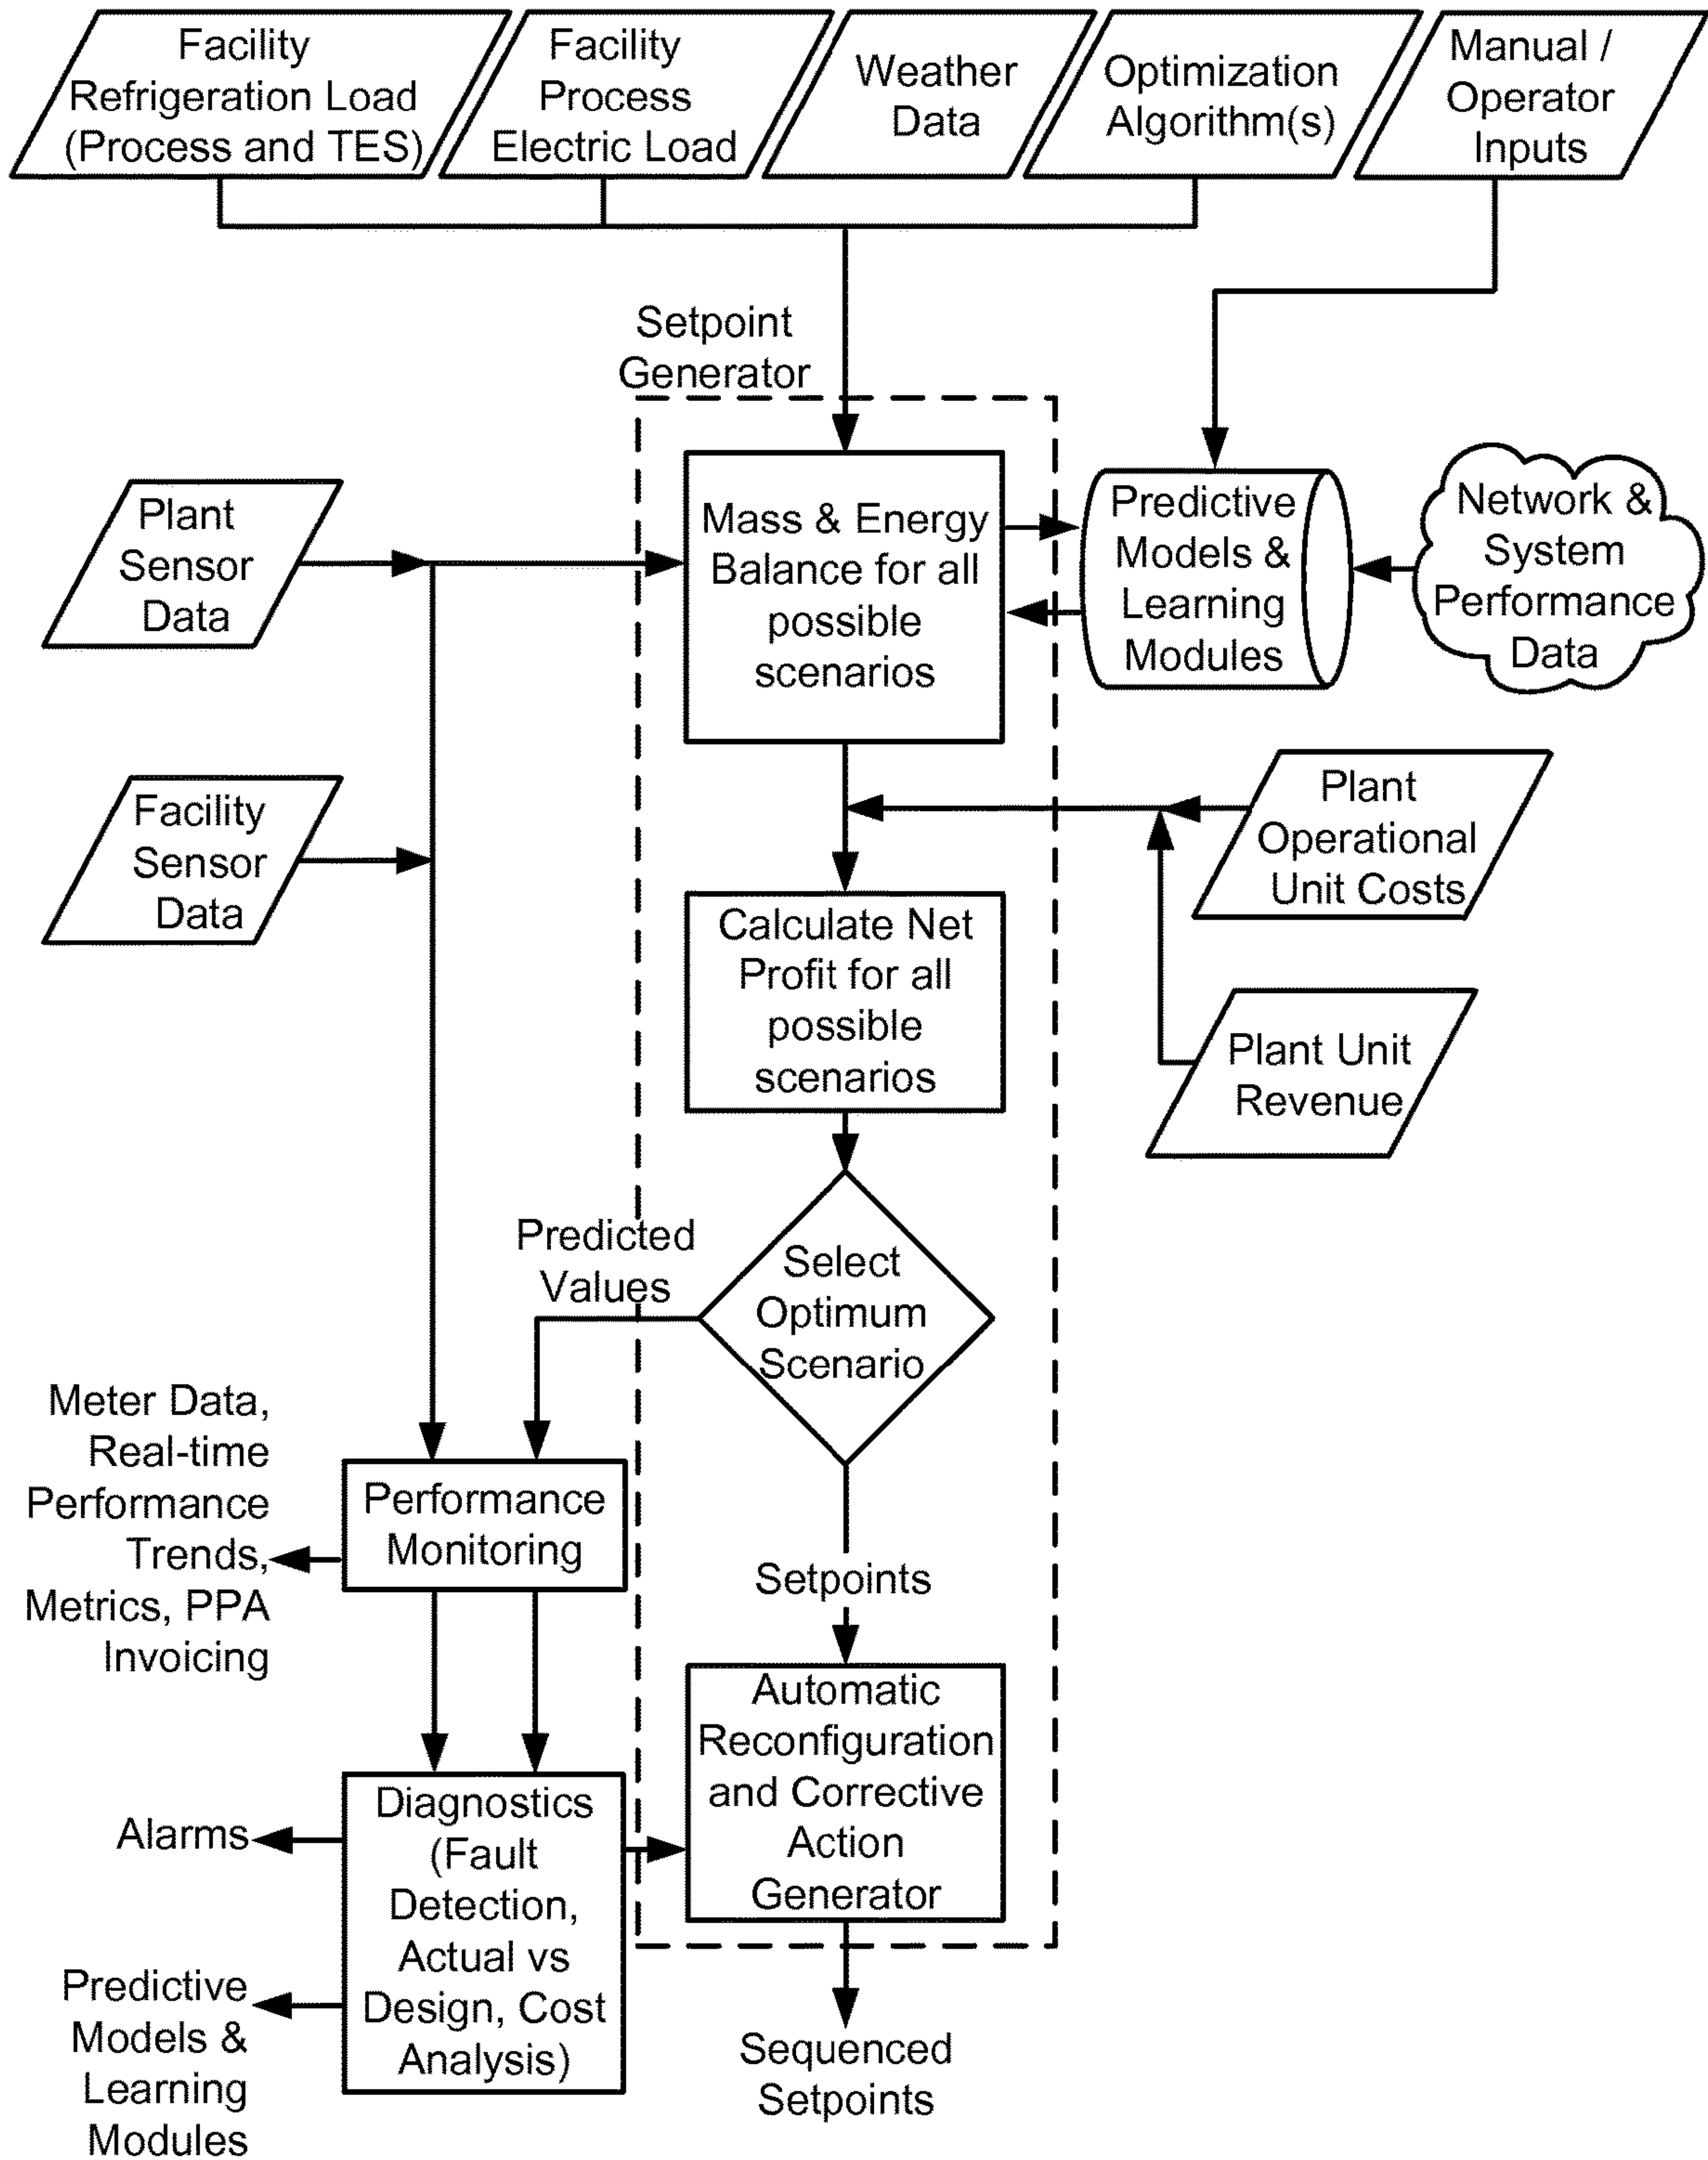 Facility
Refrigeration Load
(Process and TES)
Facility
Process
Electric Load
Weather
Data
Optimization
Algorithm(s)
Manual /
Operator
Inputs
Setpoint
Generator
Plant
Sensor
Data
Mass & Energy
Balance for all
possible
scenarios
Predictive
Models &
Learning
Modules
Network &
System
Performance
Data
Facility
Sensor
Data
Plant
Operational
Unit Costs
Calculate Net
Profit for all
possible
scenarios
Plant Unit
Revenue
Predicted
Values
Select
Optimum
Scenario
Meter Data,
Real-time
Performance
Trends,
Metrics, PPA
Invoicing
Performance
Monitoring
Setpoints
Automatic
Reconfiguration
and Corrective
Action
Generator
Alarms
Diagnostics
(Fault
Detection,
Actual vs
Design, Cost
Analysis)
Predictive
Models &
Learning
Modules
Sequenced
Setpoints